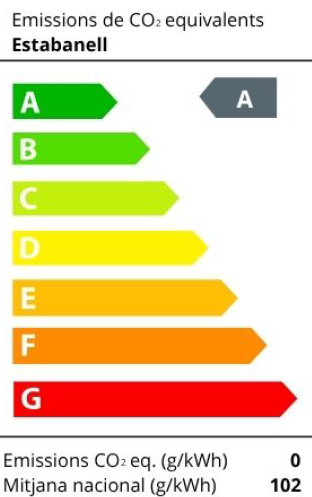 Emissions de CO₂ equivalents
Estabanell
A A
B
C
D
E
F
G
Emissions CO₂ eq. (g/kWh) 0
Mitjana nacional (g/kWh) 102